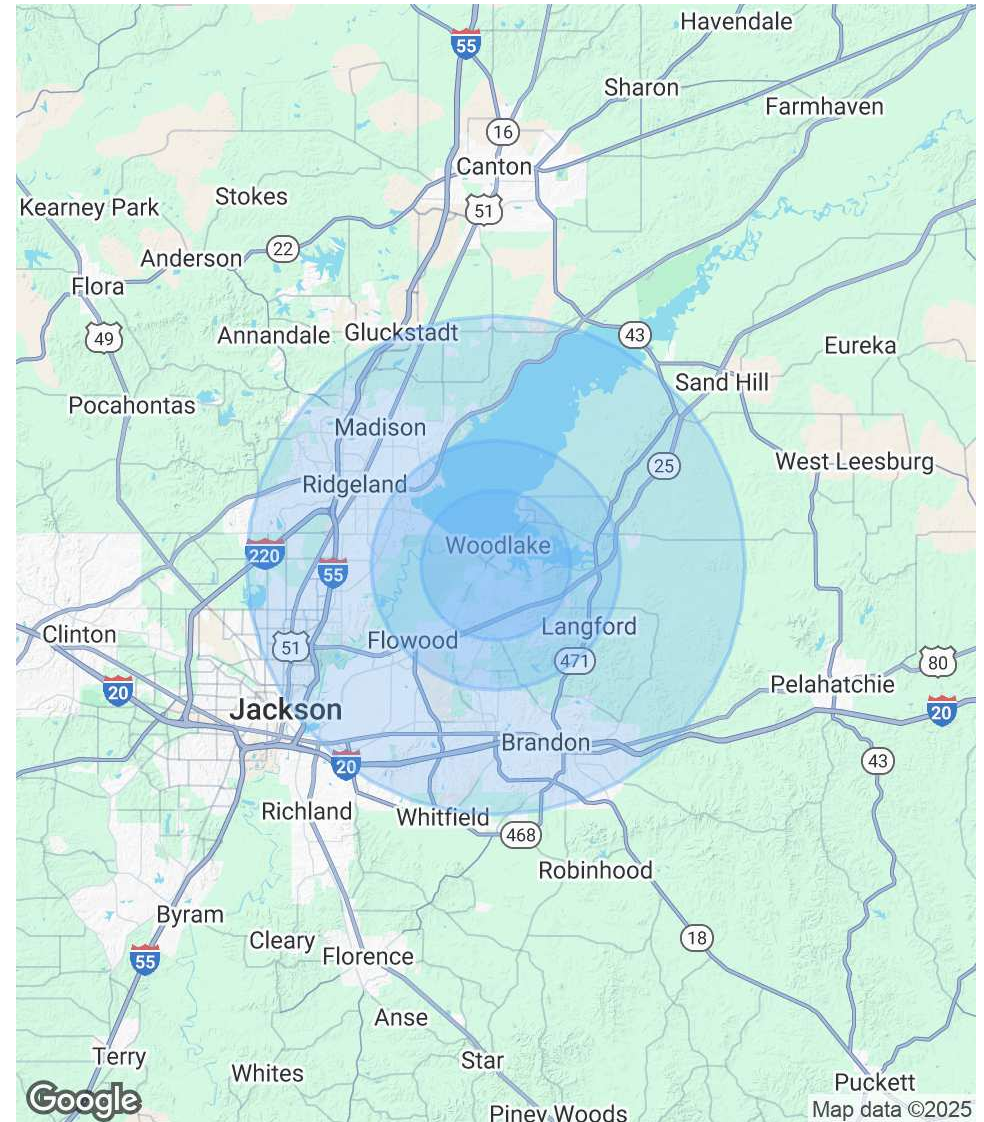 Havendale
55
Sharon
Farmhaven
16
Canton
Stokes
Kearney Park
51
22
Anderson
Flora
Annandale
Gluckstadt
43
49
Eureka
Sand Hill
Pocahontas
Madison
West Leesburg
25
Ridgeland
Woodlake
220
55
Langford
Clinton
51
Flowood
471
80
20
Pelahatchie
Jackson
20
Brandon
20
43
Richland
Whitfield
468
Robinhood
Byram
18
Cleary
Florence
55
Anse
Terry
Star
Whites
Puckett
Google
Piney Woods
Map data ©2025